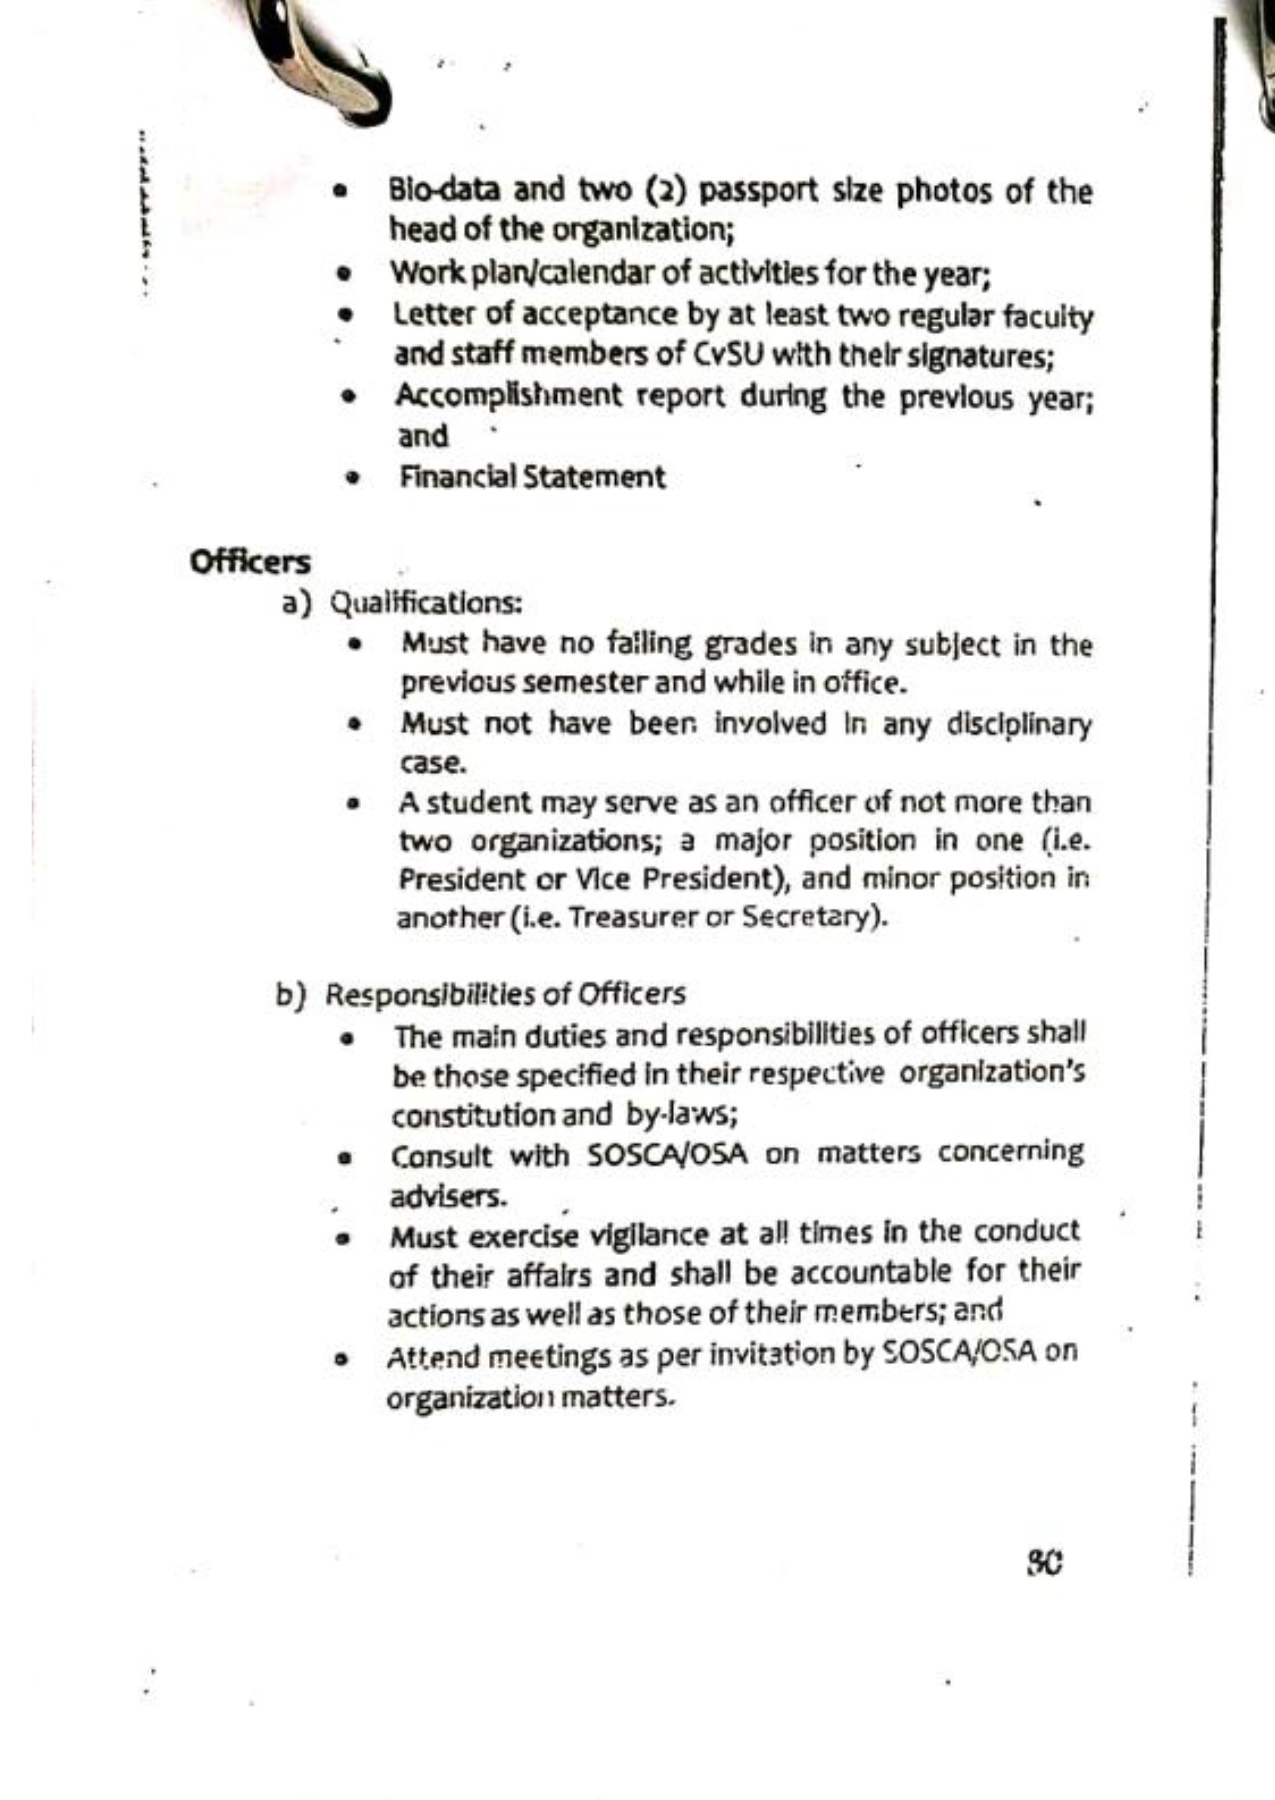 • Bio-data and two (2) passport size photos of the
head of the organization;
• Work plan/calendar of activities for the year;
• Letter of acceptance by at least two regular faculty
and staff members of CvSU with their signatures;
• Accomplishment report during the previous year;
and
• Financial Statement
Officers
a) Qualifications:
• Must have no failing grades in any subject in the
previous semester and while in office.
• Must not have been involved in any disciplinary
case.
• A student may serve as an officer of not more than
two organizations; a major position in one (i.e.
President or Vice President), and minor position in
another (i.e. Treasurer or Secretary).
b) Responsibilities of Officers
• The main duties and responsibilities of officers shall
be those specified in their respective organization's
constitution and by-laws;
• Consult with SOSCA/OSA on matters concerning
advisers.
• Must exercise vigilance at all times in the conduct
of their affairs and shall be accountable for their
actions as well as those of their members; and
• Attend meetings as per invitation by SOSCA/OSA on
organization matters.